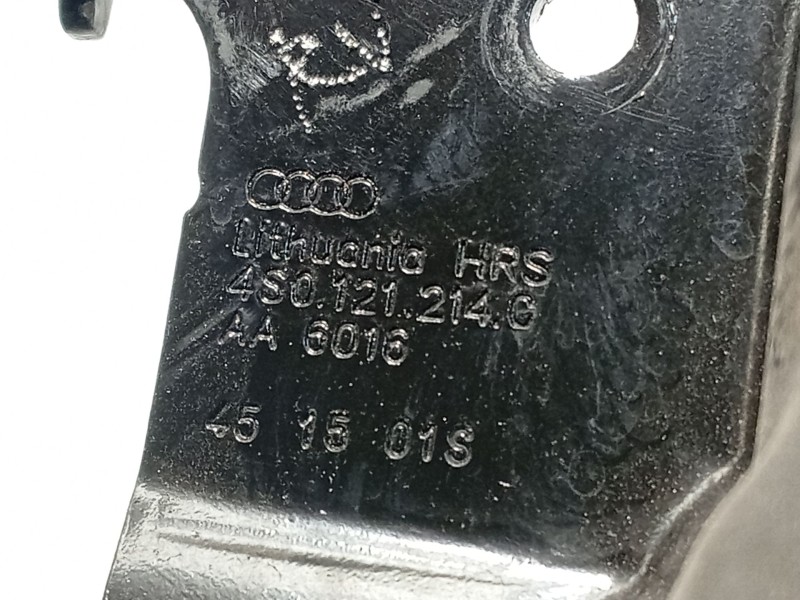 Lithuania HRS
4S0.121.214.G
AA 6016
45 15 01S